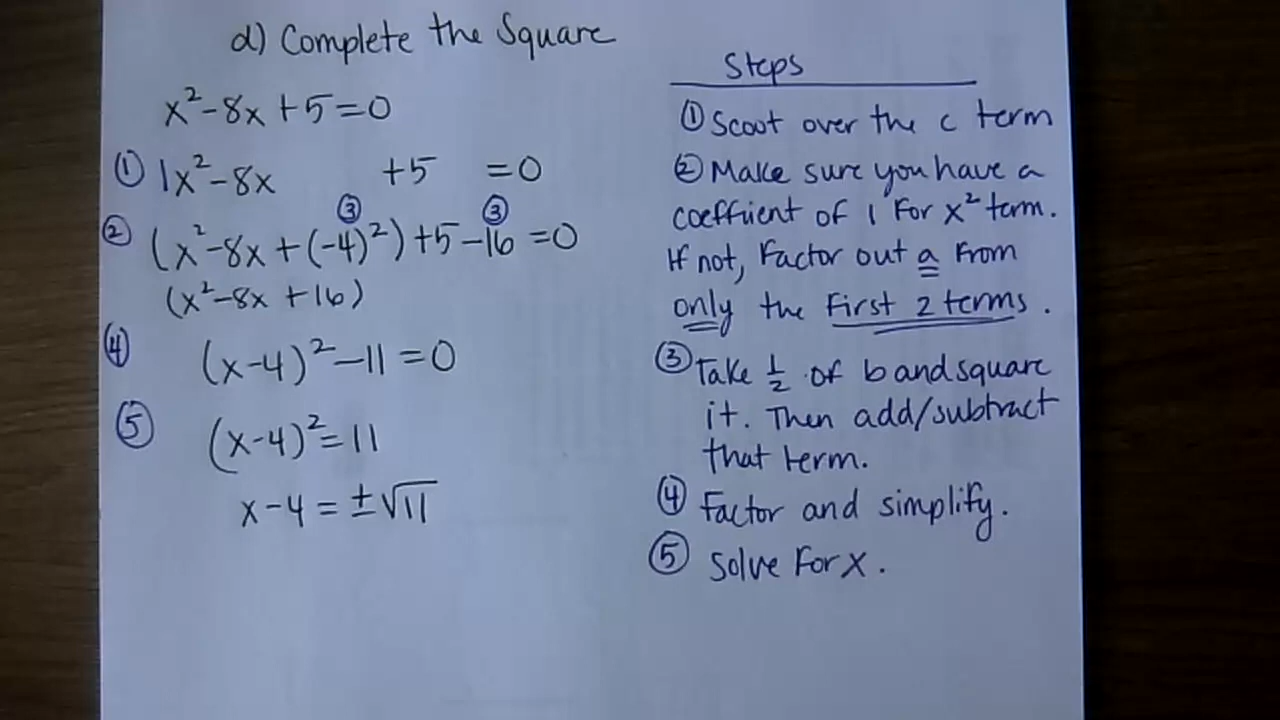 d) Complete the Square
x²-8x+5=0
① 1x²-8x +5 =0
③ ③
② (x²-8x+(-4)²)+5-16=0
(x²-8x+16)
④ (x-4)²-11=0
⑤ (x-4)²=11
x-4=±√11
Steps
① Scoot over the c term
② Make sure you have a
coeffient of 1 For x² term.
If not, Factor out a From
only the First 2 terms.
③ Take 1/2 of b and square
it. Then add/subtract
that term.
④ Factor and simplify.
⑤ Solve For x.